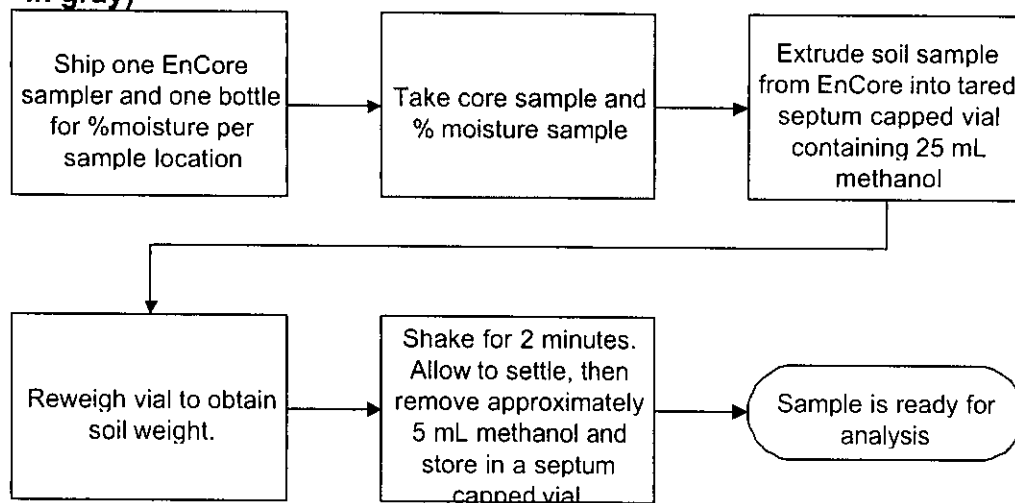 in gray)
Ship one EnCore
sampler and one bottle
for %moisture per
sample location
Take core sample and
% moisture sample
Extrude soil sample
from EnCore into tared
septum capped vial
containing 25 mL
methanol
Reweigh vial to obtain
soil weight.
Shake for 2 minutes.
Allow to settle, then
remove approximately
5 mL methanol and
store in a septum
capped vial
Sample is ready for
analysis